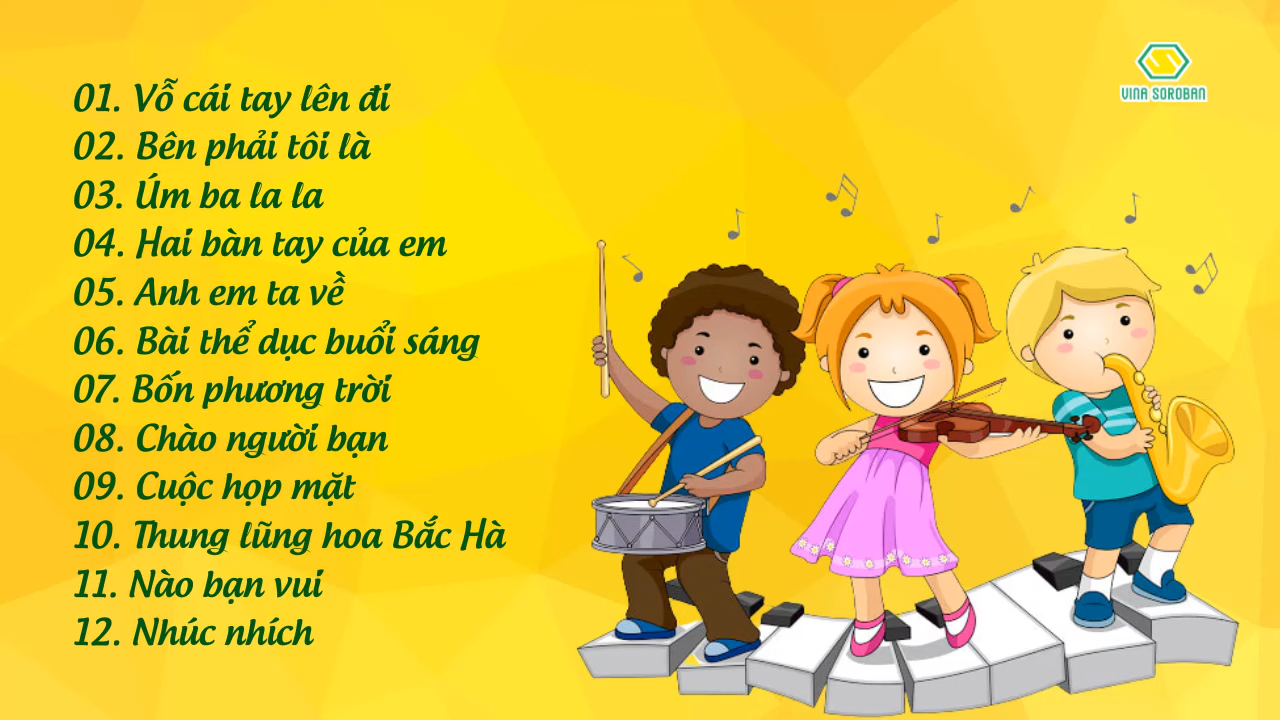 VINA SOROBAN
01. Vỗ cái tay lên đi
02. Bên phải tôi là
03. Úm ba la la
04. Hai bàn tay của em
05. Anh em ta về
06. Bài thể dục buổi sáng
07. Bốn phương trời
08. Chào người bạn
09. Cuộc họp mặt
10. Thung lũng hoa Bắc Hà
11. Nào bạn vui
12. Nhúc nhích